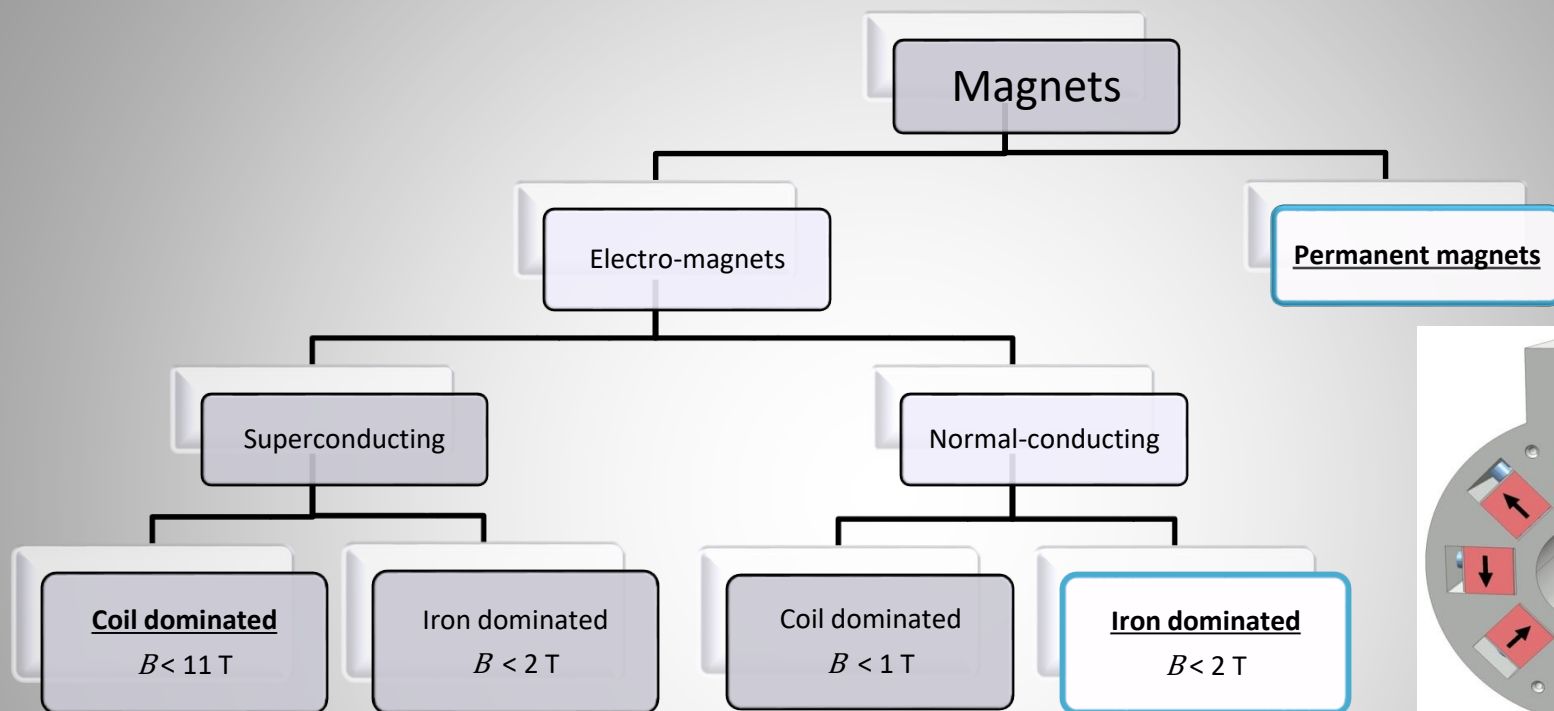 Magnets
Electro-magnets
Permanent magnets
Superconducting
Normal-conducting
Coil dominated
B < 11 T
Iron dominated
B < 2 T
Coil dominated
B < 1 T
Iron dominated
B < 2 T